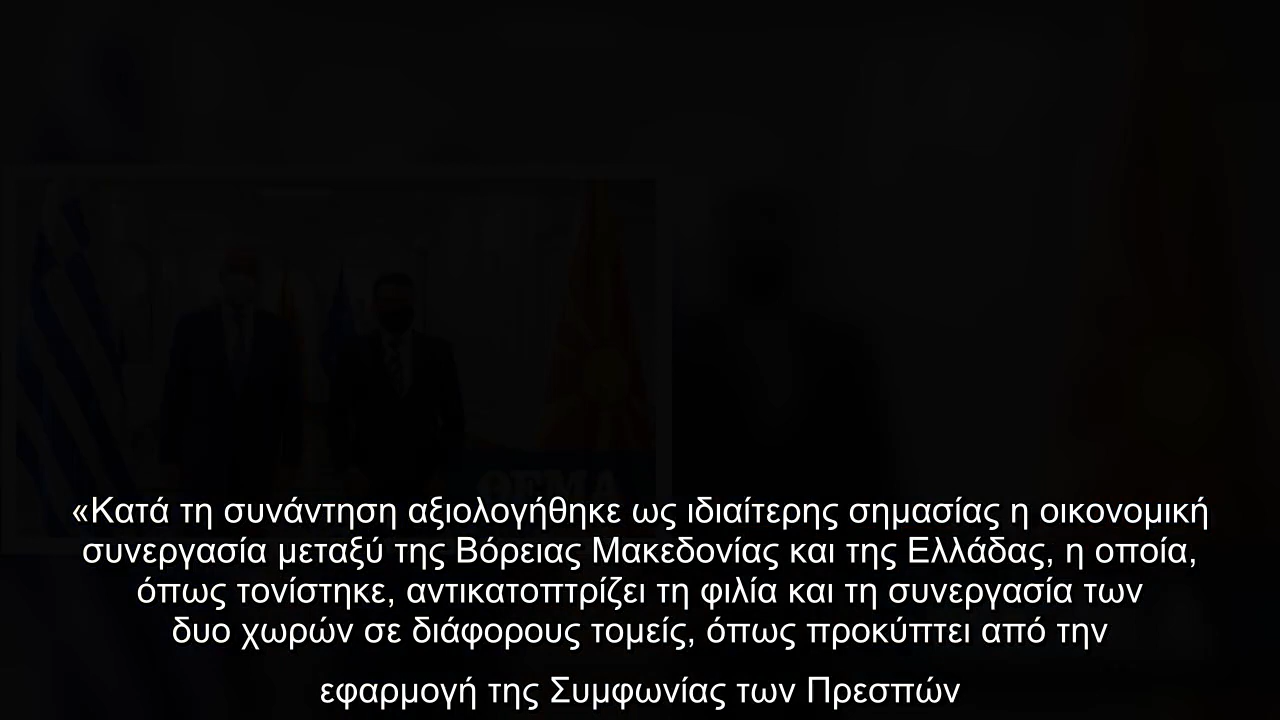 ΘΕΜΑ
«Κατά τη συνάντηση αξιολογήθηκε ως ιδιαίτερης σημασίας η οικονομική
συνεργασία μεταξύ της Βόρειας Μακεδονίας και της Ελλάδας, η οποία,
όπως τονίστηκε, αντικατοπτρίζει τη φιλία και τη συνεργασία των
δυο χωρών σε διάφορους τομείς, όπως προκύπτει από την
εφαρμογή της Συμφωνίας των Πρεσπών